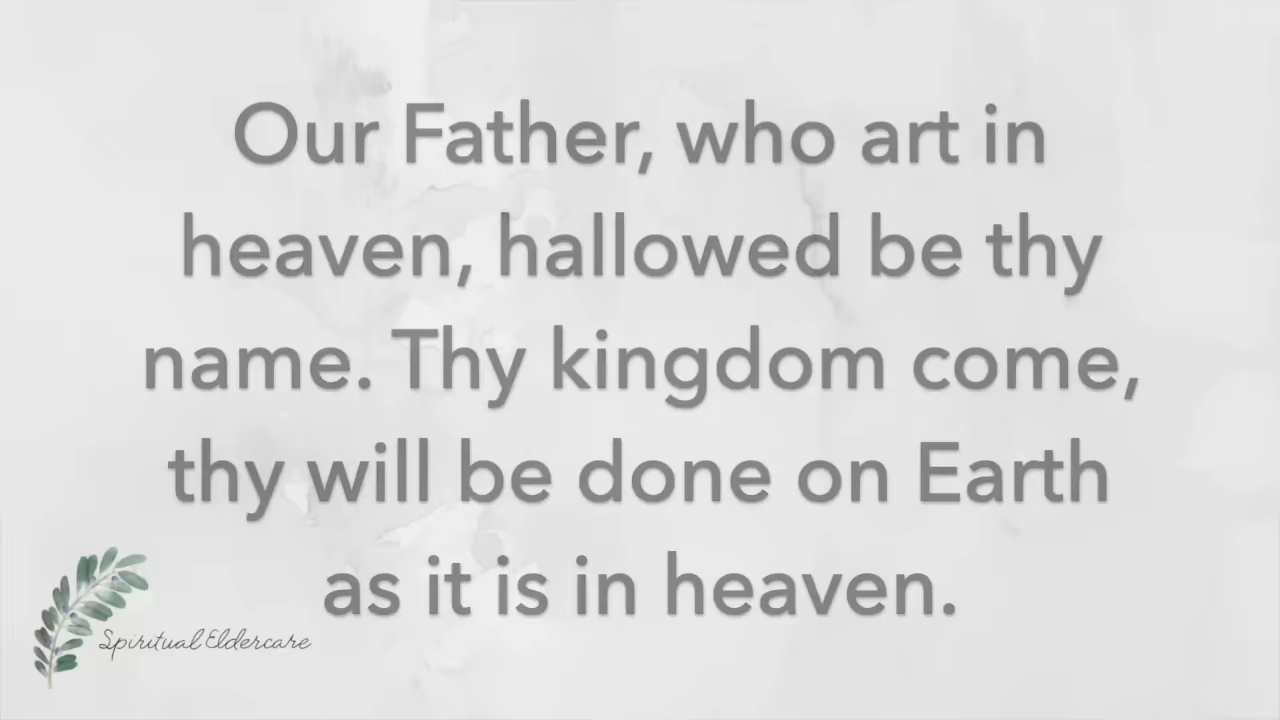 Our Father, who art in
heaven, hallowed be thy
name. Thy kingdom come,
thy will be done on Earth
as it is in heaven.
Spiritual Eldercare